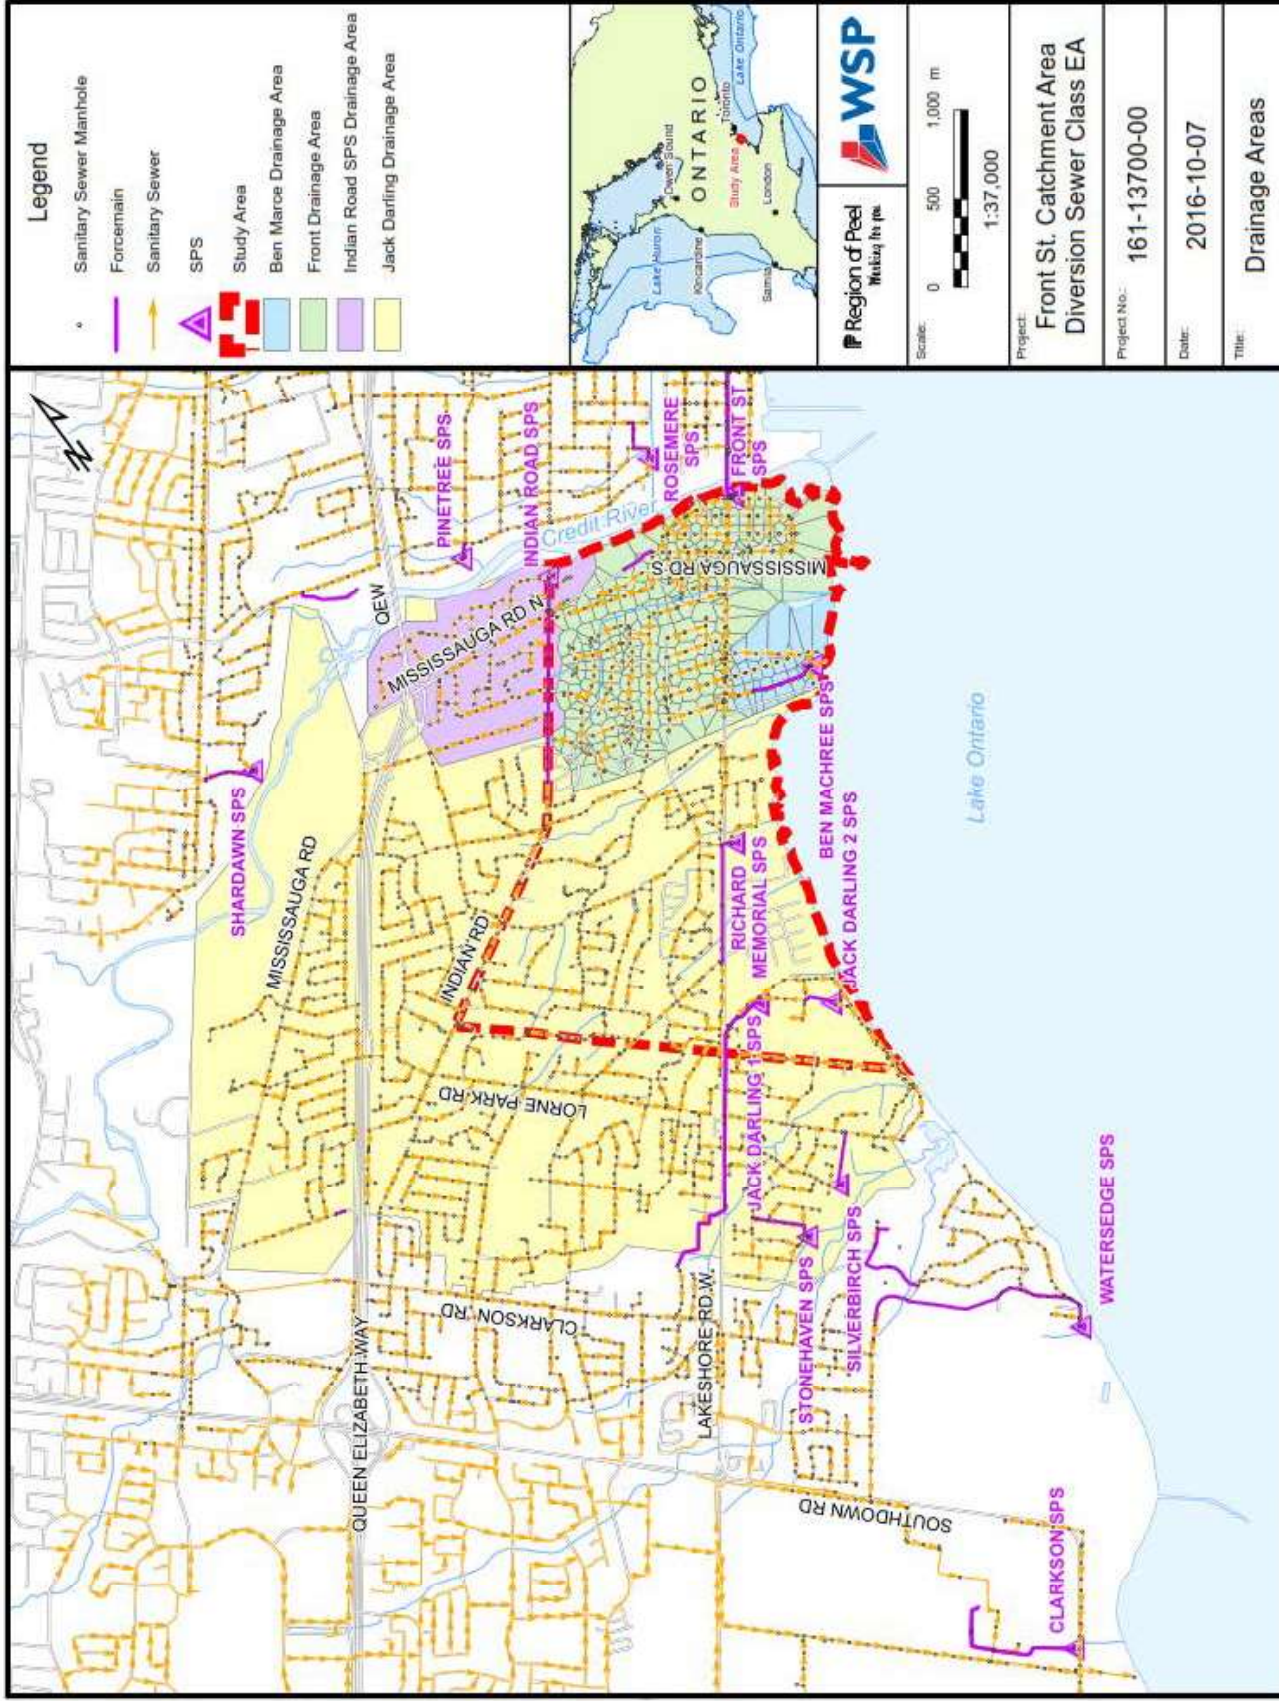 Legend
Sanitary Sewer Manhole
Forcemain
Sanitary Sewer
SPS
Study Area
Ben Maroe Drainage Area
Front Drainage Area
Indian Road SPS Drainage Area
Jack Darling Drainage Area
Lake Huron
Owen Sound
Kincardine
ONTARIO
Study Area
Toronto
Lake Ontario
London
Sarnia
Region of Peel
Working for you
WSP
Scale:
0 500 1,000 m
1:37,000
Project:
Front St. Catchment Area
Diversion Sewer Class EA
Project No.:
161-13700-00
Date:
2016-10-07
Title:
Drainage Areas
N
PINETREE SPS
INDIAN ROAD SPS
ROSEMERE
SPS
FRONT ST
SPS
Credit River
QEW
MISSISSAUGA RD N
MISSISSAUGA RD S
SHARDAWN SPS
MISSISSAUGA RD
INDIAN RD
RICHARD
MEMORIAL SPS
BEN MACHREE SPS
JACK DARLING 2 SPS
Lake Ontario
LORNE PARK RD
JACK DARLING 1 SPS
CLARKSON RD
LAKESHORE RD W
STONEHAVEN SPS
SILVERBIRCH SPS
WATERSEDGE SPS
QUEEN ELIZABETH WAY
SOUTHDOWN RD
CLARKSON SPS